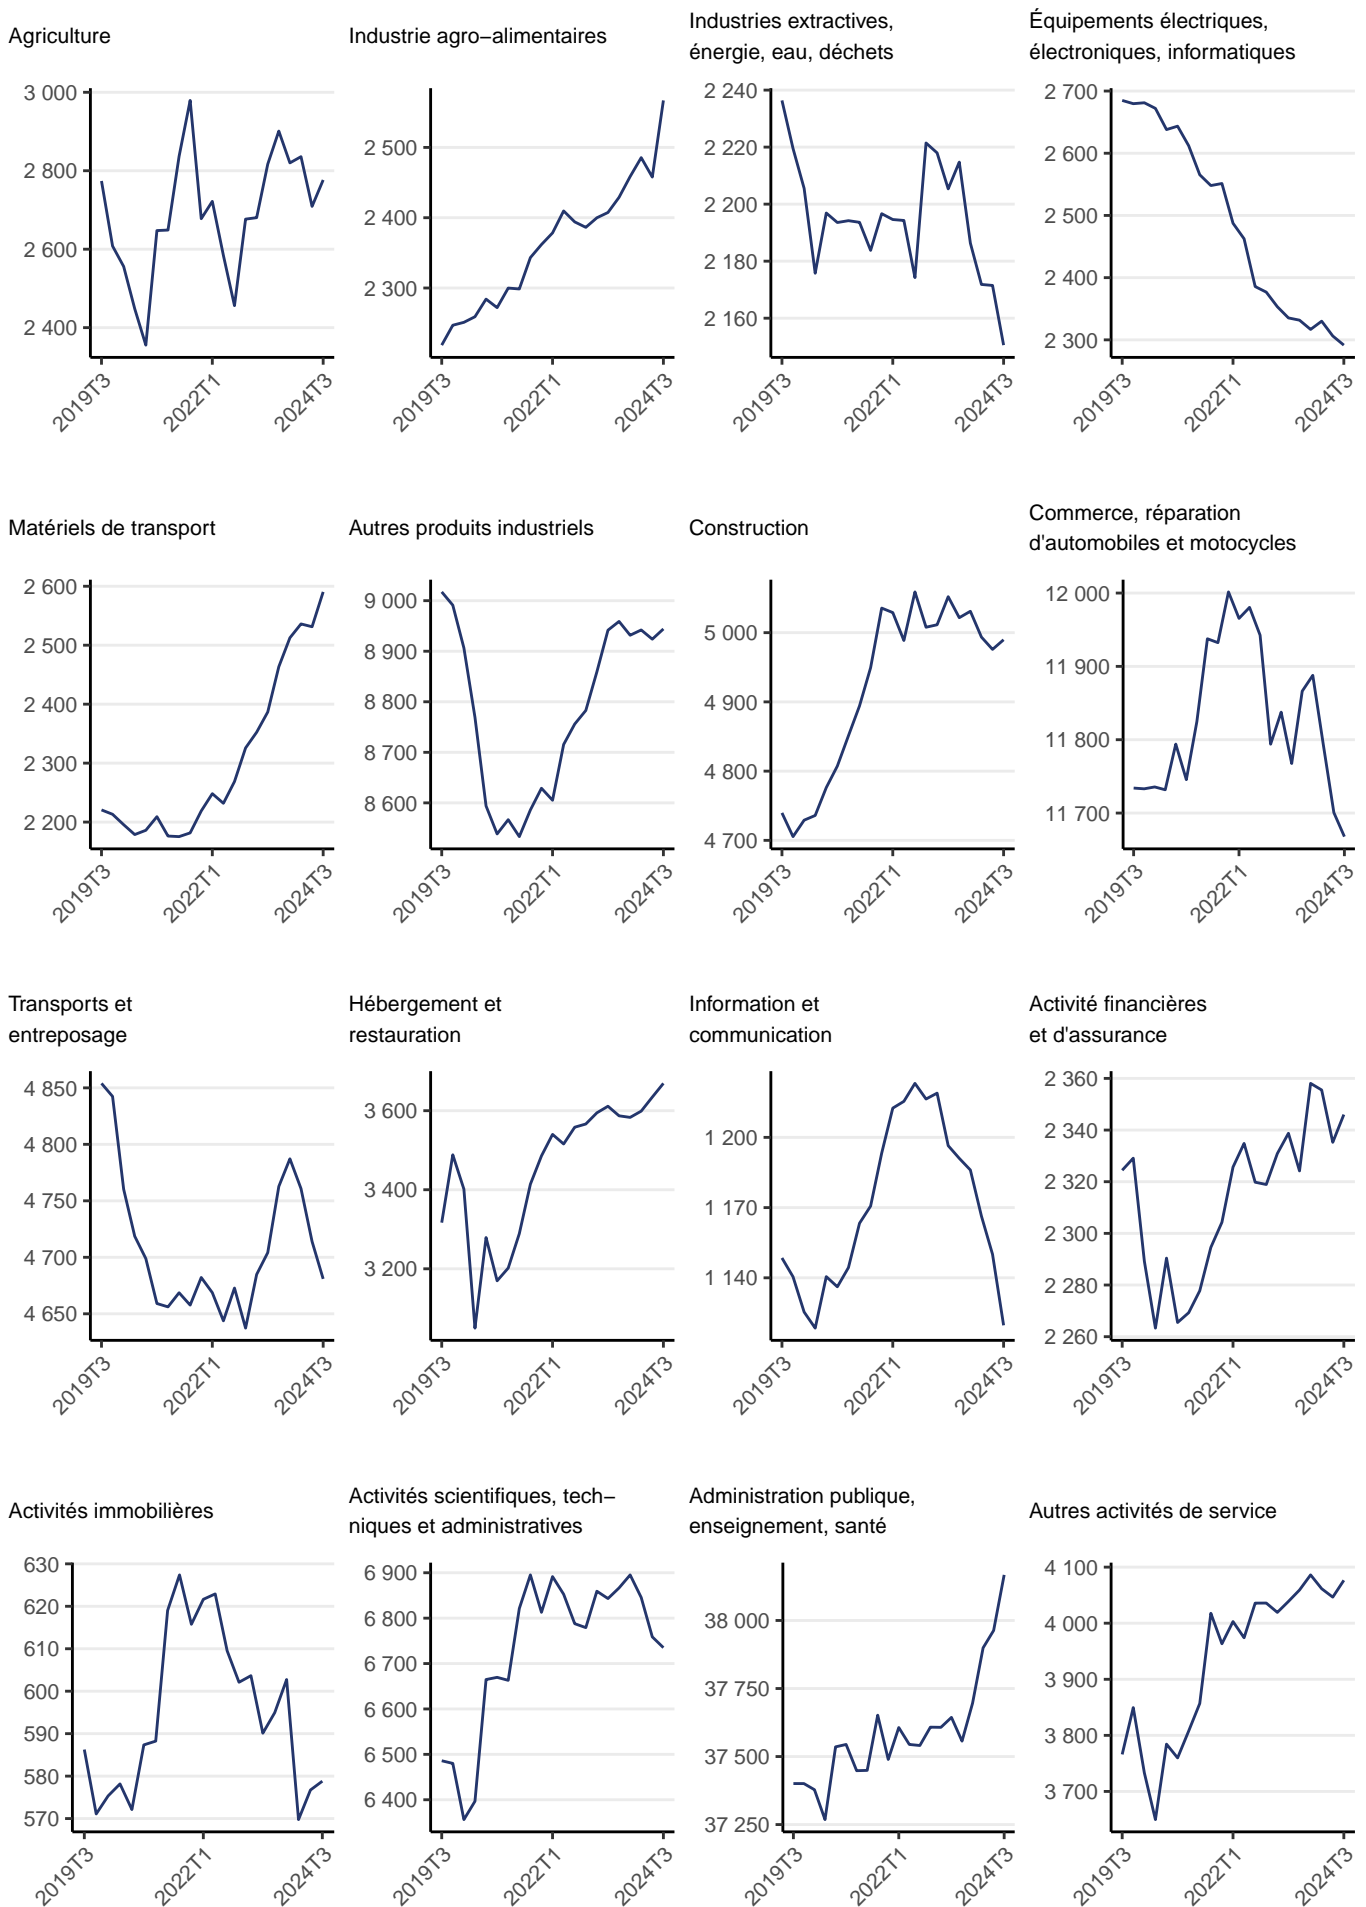 Agriculture
3 000
2 800
2 600
2 400
2019T3
2022T1
2024T3
Industrie agro−alimentaires
2 500
2 400
2 300
2019T3
2022T1
2024T3
Industries extractives,
énergie, eau, déchets
2 240
2 220
2 200
2 180
2 160
2019T3
2022T1
2024T3
Équipements électriques,
électroniques, informatiques
2 700
2 600
2 500
2 400
2 300
2019T3
2022T1
2024T3
Matériels de transport
2 600
2 500
2 400
2 300
2 200
2019T3
2022T1
2024T3
Autres produits industriels
9 000
8 900
8 800
8 700
8 600
2019T3
2022T1
2024T3
Construction
5 000
4 900
4 800
4 700
2019T3
2022T1
2024T3
Commerce, réparation
d'automobiles et motocycles
12 000
11 900
11 800
11 700
2019T3
2022T1
2024T3
Transports et
entreposage
4 850
4 800
4 750
4 700
4 650
2019T3
2022T1
2024T3
Hébergement et
restauration
3 600
3 400
3 200
2019T3
2022T1
2024T3
Information et
communication
1 200
1 170
1 140
2019T3
2022T1
2024T3
Activité financières
et d'assurance
2 360
2 340
2 320
2 300
2 280
2 260
2019T3
2022T1
2024T3
Activités immobilières
630
620
610
600
590
580
570
2019T3
2022T1
2024T3
Activités scientifiques, tech−
niques et administratives
6 900
6 800
6 700
6 600
6 500
6 400
2019T3
2022T1
2024T3
Administration publique,
enseignement, santé
38 000
37 750
37 500
37 250
2019T3
2022T1
2024T3
Autres activités de service
4 100
4 000
3 900
3 800
3 700
2019T3
2022T1
2024T3